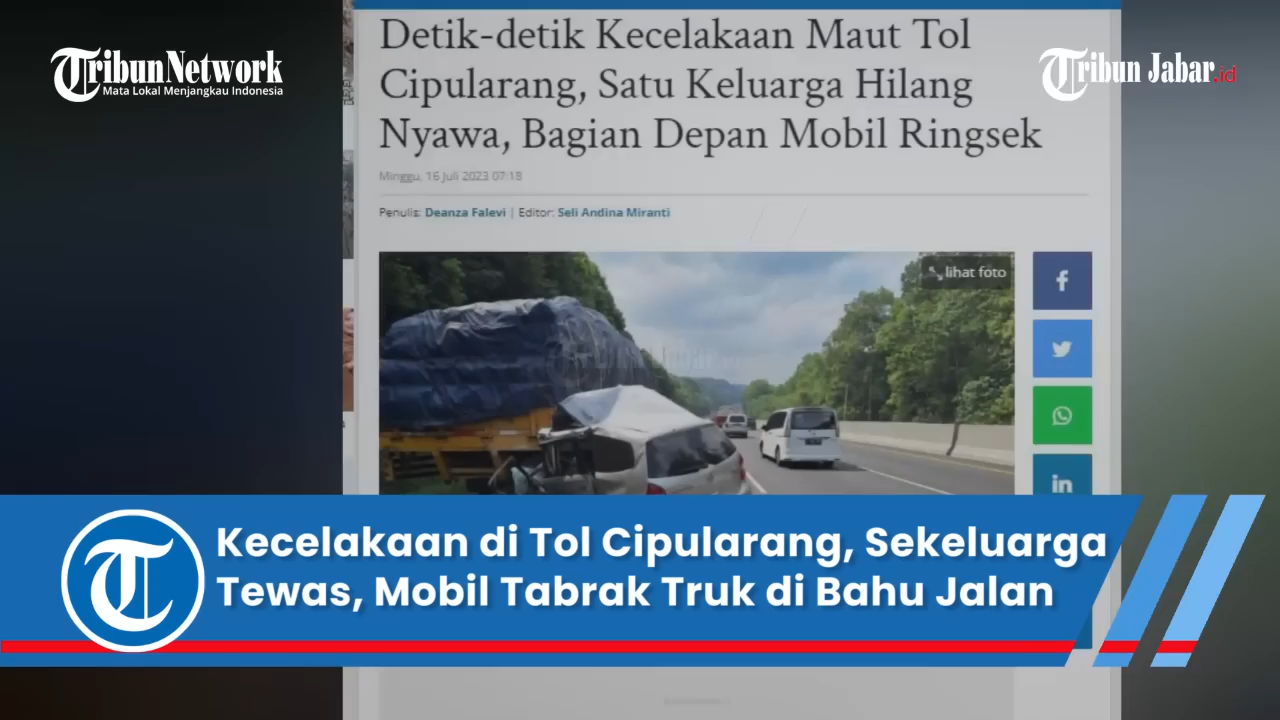 TribunNetwork
Mata Lokal Menjangkau Indonesia
Tribun Jabar.id
Detik-detik Kecelakaan Maut Tol
Cipularang, Satu Keluarga Hilang
Nyawa, Bagian Depan Mobil Ringsek
Minggu, 16 Juli 2023 07:18
Penulis: Deanza Falevi | Editor: Seli Andina Miranti
lihat foto
Kecelakaan di Tol Cipularang, Sekeluarga
Tewas, Mobil Tabrak Truk di Bahu Jalan